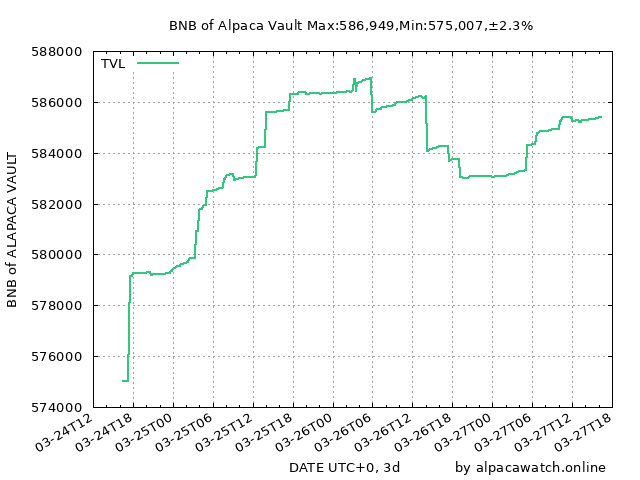 BNB of Alpaca Vault Max:586,949,Min:575,007,±2.3%
TVL
BNB of ALAPACA VAULT
588000
586000
584000
582000
580000
578000
576000
574000
03-24T12
03-24T18
03-25T00
03-25T06
03-25T12
03-25T18
03-26T00
03-26T06
03-26T12
03-26T18
03-27T00
03-27T06
03-27T12
03-27T18
DATE UTC+0, 3d
by alpacawatch.online